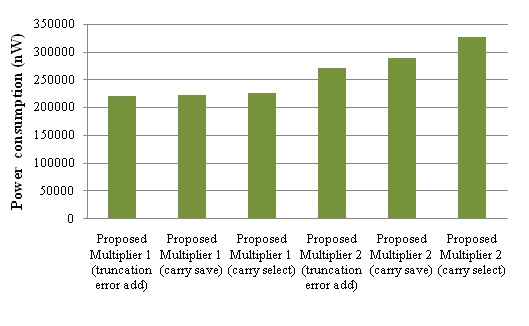 Power consumption (nW)
350000
300000
250000
200000
150000
100000
50000
0
Proposed
Multiplier 1
(truncation
error add)
Proposed
Multiplier 1
(carry save)
Proposed
Multiplier 1
(carry select)
Proposed
Multiplier 2
(truncation
error add)
Proposed
Multiplier 2
(carry save)
Proposed
Multiplier 2
(carry select)